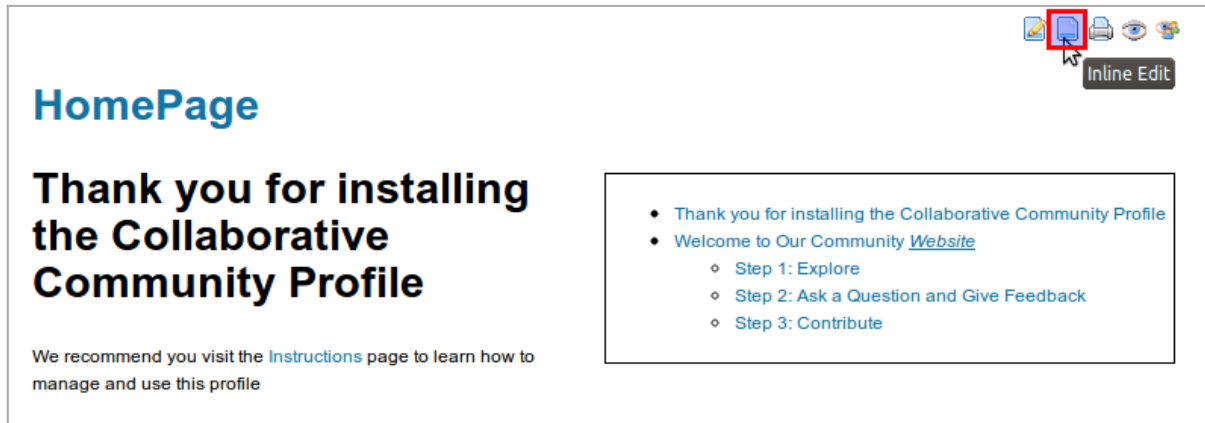 Inline Edit
HomePage
Thank you for installing
the Collaborative
Community Profile
We recommend you visit the Instructions page to learn how to
manage and use this profile
Thank you for installing the Collaborative Community Profile
Welcome to Our Community Website
Step 1: Explore
Step 2: Ask a Question and Give Feedback
Step 3: Contribute